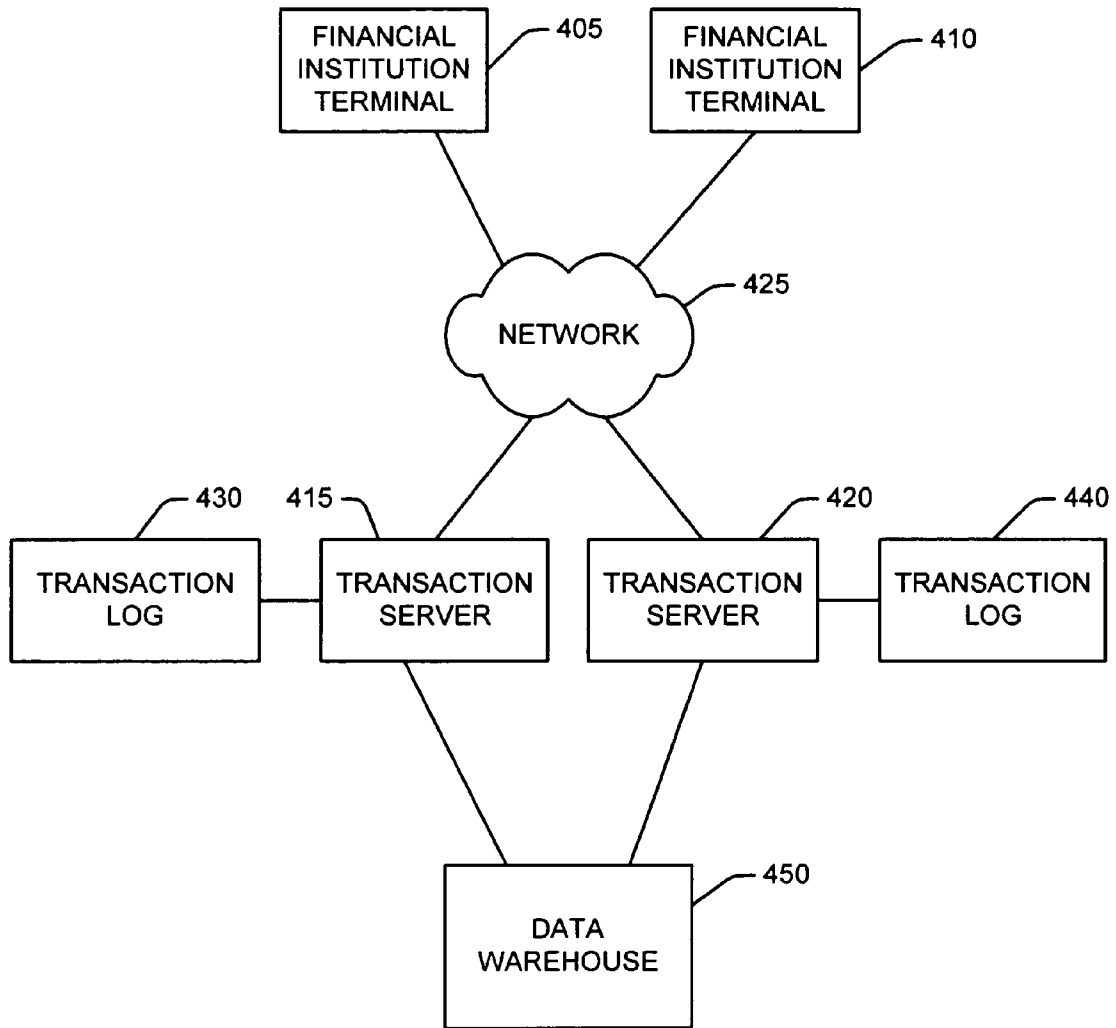 FINANCIAL
INSTITUTION
TERMINAL
405
FINANCIAL
INSTITUTION
TERMINAL
410
NETWORK
425
430
415
420
440
TRANSACTION
LOG
TRANSACTION
SERVER
TRANSACTION
SERVER
TRANSACTION
LOG
DATA
WAREHOUSE
450